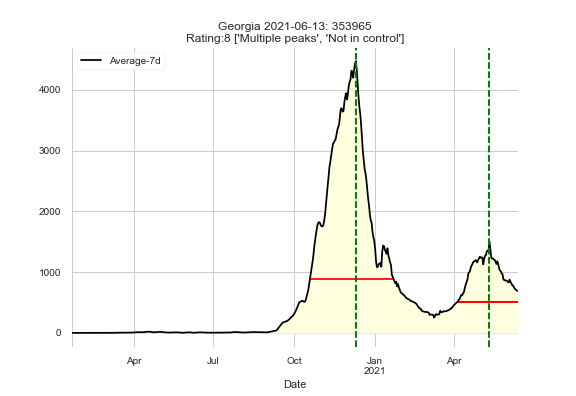 Georgia 2021-06-13: 353965
Rating:8 ['Multiple peaks', 'Not in control']
Average-7d
4000
3000
2000
1000
0
Apr Jul Oct Jan Apr
2021
Date